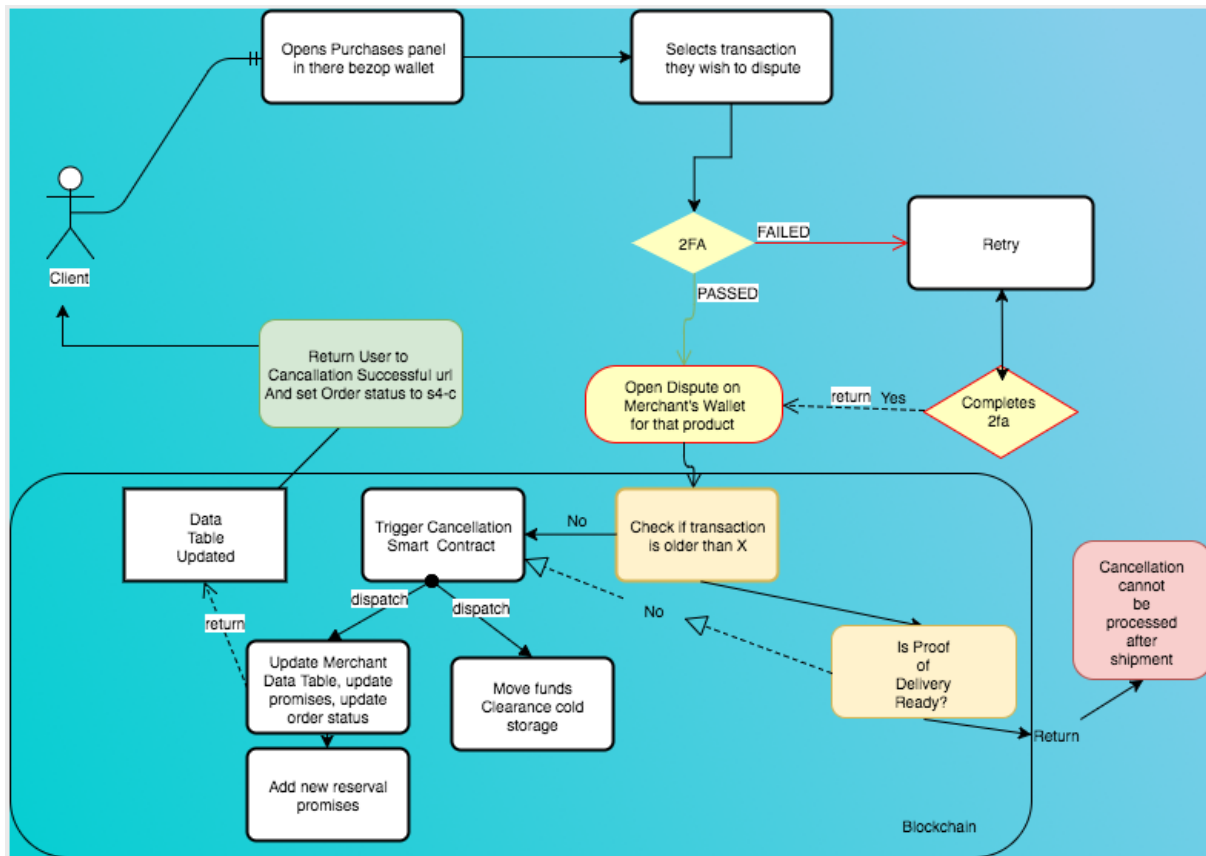 Opens Purchases panel
in there bezop wallet
Selects transaction
they wish to dispute
Client
2FA
FAILED
Retry
PASSED
Return User to
Cancallation Successful url
And set Order status to s4-c
Open Dispute on
Merchant's Wallet
for that product
return
Yes
Completes
2fa
Data
Table
Updated
Trigger Cancellation
Smart Contract
No
Check if transaction
is older than X
Cancellation
cannot
be
processed
after
shipment
dispatch
dispatch
No
return
Is Proof
of
Delivery
Ready?
Update Merchant
Data Table, update
promises, update
order status
Move funds
Clearance cold
storage
Return
Add new reserval
promises
Blockchain